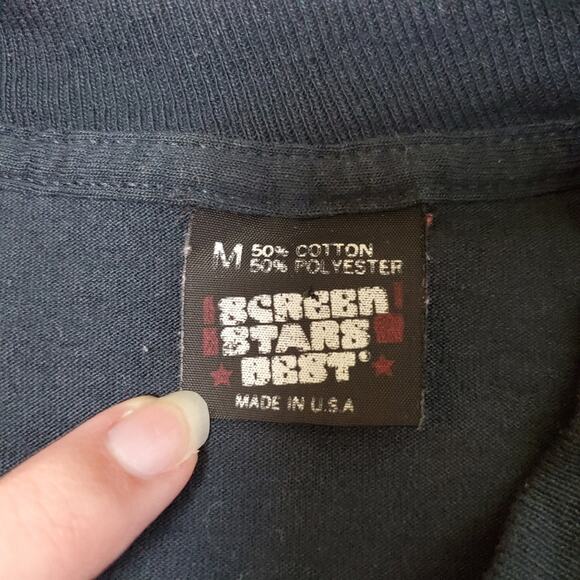 M 50% COTTON
50% POLYESTER
SCREEN
STARS
BEST®
MADE IN U.S.A